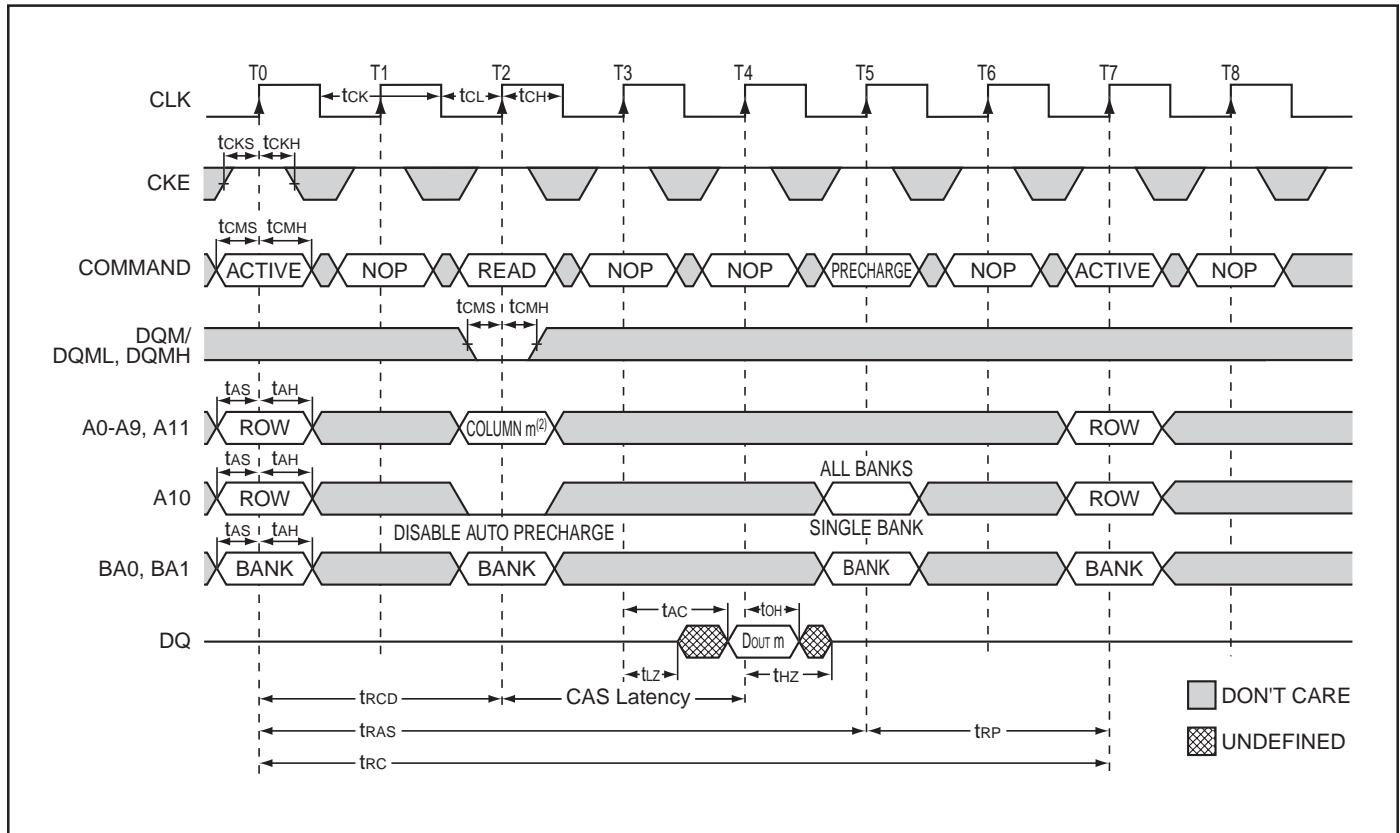 T0 T1 T2 T3 T4 T5 T6 T7 T8
CLK tCK tCL tCH
tCKS tCKH
CKE
tCMS tCMH
COMMAND ACTIVE NOP READ NOP NOP PRECHARGE NOP ACTIVE NOP
tCMS tCMH
DQM/
DQML, DQMH
tAS tAH
A0-A9, A11 ROW COLUMN m(2) ROW
tAS tAH ALL BANKS
A10 ROW ROW
DISABLE AUTO PRECHARGE SINGLE BANK
tAS tAH
BA0, BA1 BANK BANK BANK BANK
tAC tOH
DQ DOUT m
tLZ tHZ
tRCD CAS Latency
DON'T CARE
tRAS tRP
UNDEFINED
tRC